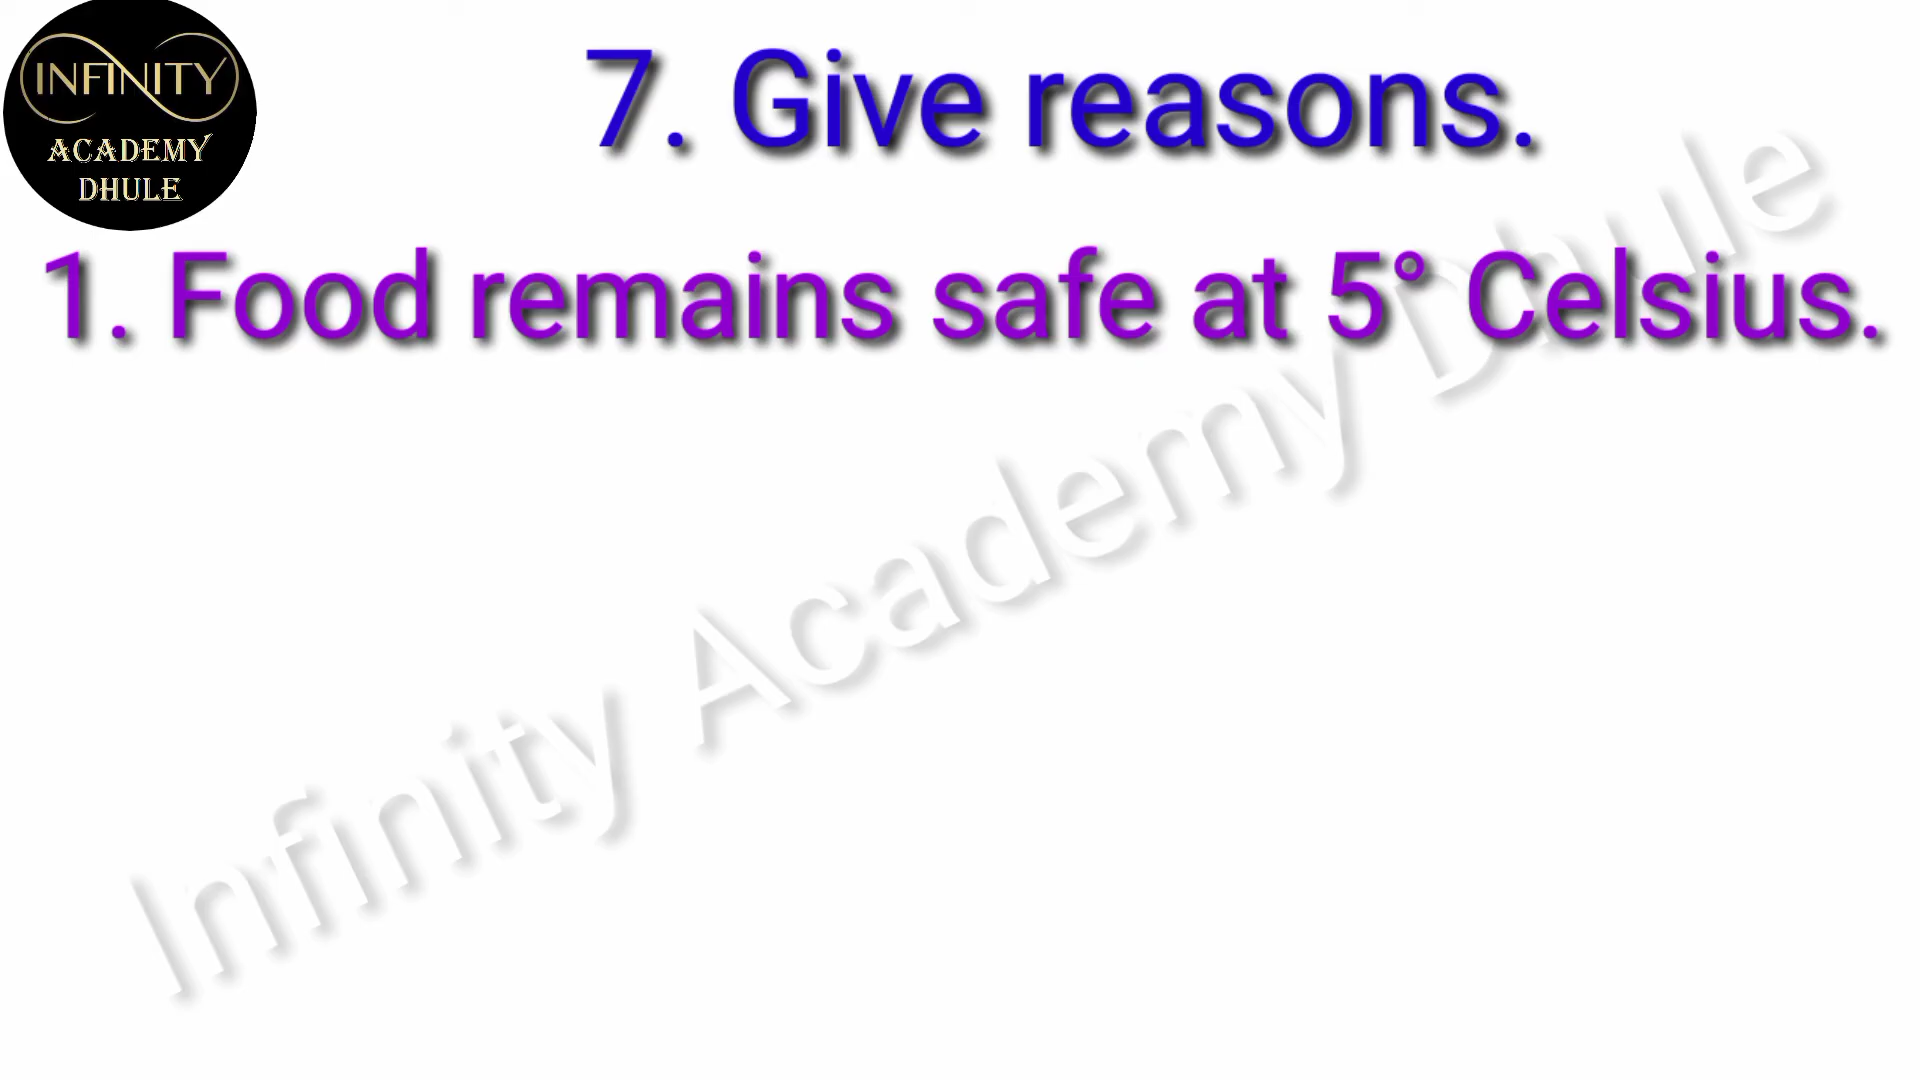 INFINITY
ACADEMY
DHULE
7. Give reasons.
1. Food remains safe at 5° Celsius.
Infinity Academy Dhule